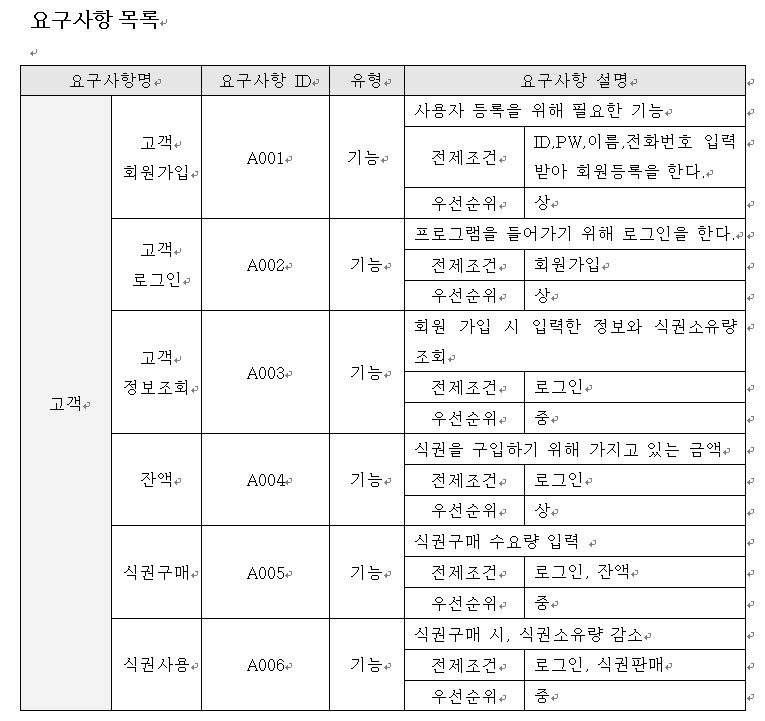 요구사항 목록
요구사항명 요구사항 ID 유형 요구사항 설명
고객
고객
회원가입
A001
기능
사용자 등록을 위해 필요한 기능
전제조건
ID,PW,이름,전화번호 입력
받아 회원등록을 한다.
우선순위 상
고객
로그인
A002
기능
프로그램을 들어가기 위해 로그인을 한다.
전제조건 회원가입
우선순위 상
고객
정보조회
A003
기능
회원 가입 시 입력한 정보와 식권소유량
조회
전제조건 로그인
우선순위 중
잔액
A004
기능
식권을 구입하기 위해 가지고 있는 금액
전제조건 로그인
우선순위 상
식권구매
A005
기능
식권구매 수요량 입력
전제조건 로그인, 잔액
우선순위 중
식권사용
A006
기능
식권구매 시, 식권소유량 감소
전제조건 로그인, 식권판매
우선순위 중